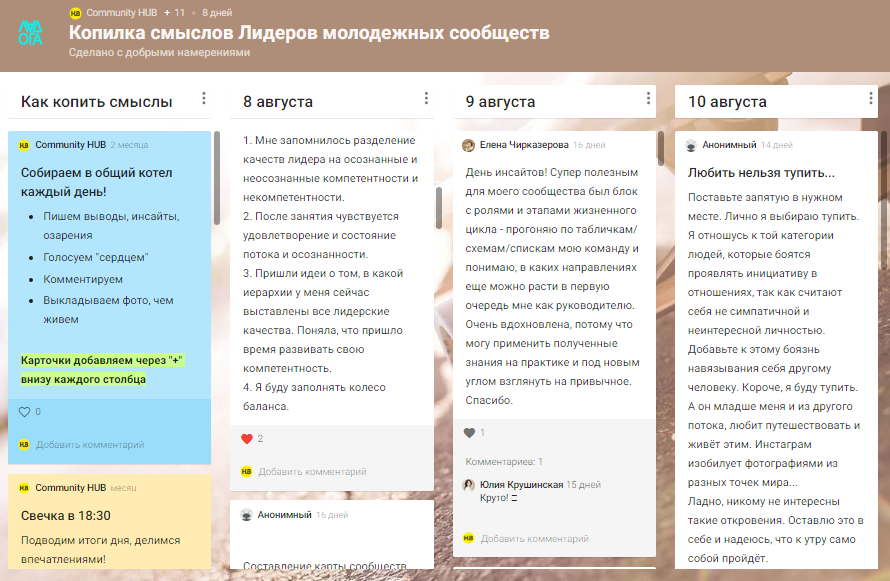 Community HUB + 11 • 8 дней
Копилка смыслов Лидеров молодежных сообществ
Сделано с добрыми намерениями
Как копить смыслы
HB Community HUB 2 месяца
Собираем в общий котел
каждый день!
• Пишем выводы, инсайты,
озарения
• Голосуем "сердцем"
• Комментируем
• Выкладываем фото, чем
живем
Карточки добавляем через "+"
внизу каждого столбца
0
HB Добавить комментарий
HB Community HUB месяц
Свечка в 18:30
Подводим итоги дня, делимся
впечатлениями!
8 августа
1. Мне запомнилось разделение
качеств лидера на осознанные и
неосознанные компетентности и
некомпетентности.
2. После занятия чувствуется
удовлетворение и состояние
потока и осознанности.
3. Пришли идеи о том, в какой
иерархии у меня сейчас
выставлены все лидерские
качества. Поняла, что пришло
время развивать свою
компетентность.
4. Я буду заполнять колесо
баланса.
2
HB Добавить комментарий
Анонимный 16 дней
Составление карты сообществ
9 августа
Елена Чирказерова 16 дней
День инсайтов! Супер полезным
для моего сообщества был блок
с ролями и этапами жизненного
цикла - прогоняю по табличкам/
схемам/спискам мою команду и
понимаю, в каких направлениях
еще можно расти в первую
очередь мне как руководителю.
Очень вдохновлена, потому что
могу применить полученные
знания на практике и под новым
углом взглянуть на привычное.
Спасибо.
1
Комментариев: 1
Юлия Крушинская 15 дней
Круто!
HB Добавить комментарий
10 августа
Анонимный 14 дней
Любить нельзя тупить...
Поставьте запятую в нужном
месте. Лично я выбираю тупить.
Я отношусь к той категории
людей, которые боятся
проявлять инициативу в
отношениях, так как считают
себя не симпатичной и
неинтересной личностью.
Добавьте к этому боязнь
навязывания себя другому
человеку. Короче, я буду тупить.
А он младше меня и из другого
потока, любит путешествовать и
живёт этим. Инстаграм
изобилует фотографиями из
разных точек мира...
Ладно, никому не интересны
такие откровения. Оставлю это в
себе и надеюсь, что к утру само
собой пройдёт.